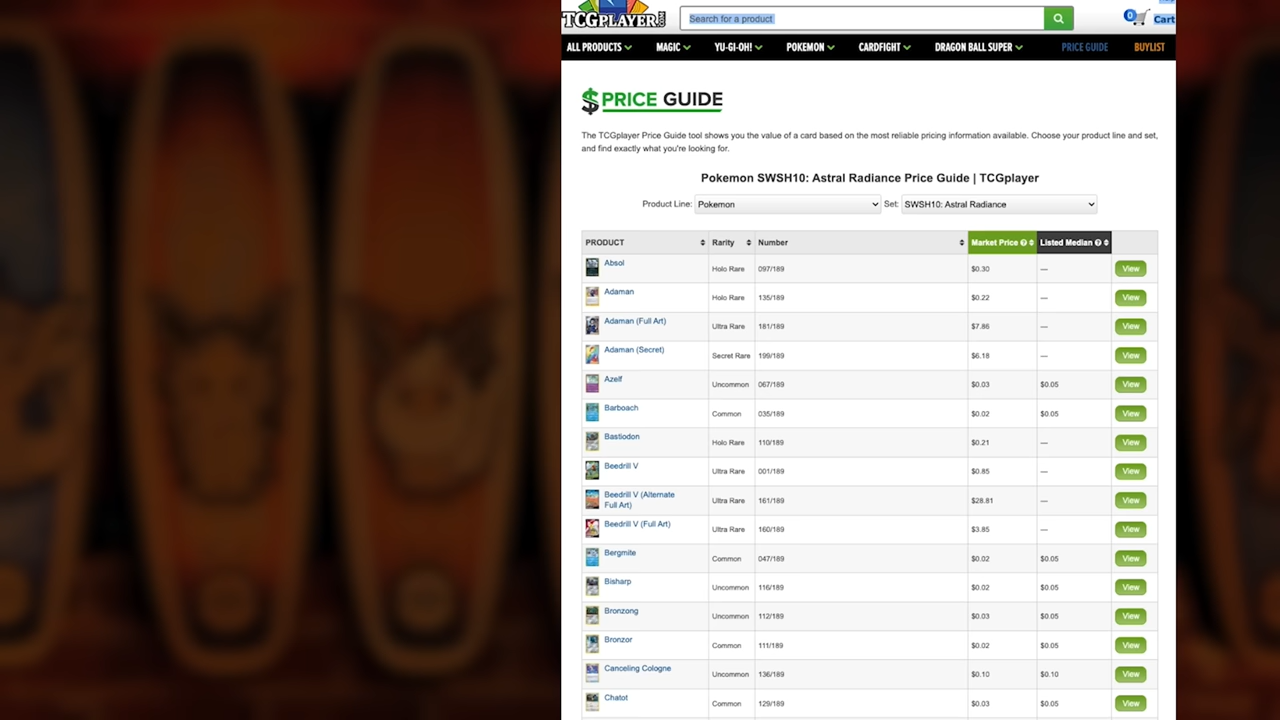 TCGPLAYER.COM
Search for a product
0 Cart
ALL PRODUCTS MAGIC YU-GI-OH! POKEMON CARDFIGHT DRAGON BALL SUPER PRICE GUIDE BUYLIST
$ PRICE GUIDE
The TCGplayer Price Guide tool shows you the value of a card based on the most reliable pricing information available. Choose your product line and set,
and find exactly what you're looking for.
Pokemon SWSH10: Astral Radiance Price Guide | TCGplayer
Product Line: Pokemon Set: SWSH10: Astral Radiance
PRODUCT Rarity Number Market Price Listed Median
Absol Holo Rare 097/189 $0.30 — View
Adaman Holo Rare 135/189 $0.22 — View
Adaman (Full Art) Ultra Rare 181/189 $7.86 — View
Adaman (Secret) Secret Rare 199/189 $6.18 — View
Azelf Uncommon 067/189 $0.03 $0.05 View
Barboach Common 035/189 $0.02 $0.05 View
Bastiodon Holo Rare 110/189 $0.21 — View
Beedrill V Ultra Rare 001/189 $0.85 — View
Beedrill V (Alternate
Full Art) Ultra Rare 161/189 $28.81 — View
Beedrill V (Full Art) Ultra Rare 160/189 $3.85 — View
Bergmite Common 047/189 $0.02 $0.05 View
Bisharp Uncommon 116/189 $0.02 $0.05 View
Bronzong Uncommon 112/189 $0.03 $0.05 View
Bronzor Common 111/189 $0.02 $0.05 View
Canceling Cologne Uncommon 136/189 $0.10 $0.10 View
Chatot Common 129/189 $0.03 $0.05 View